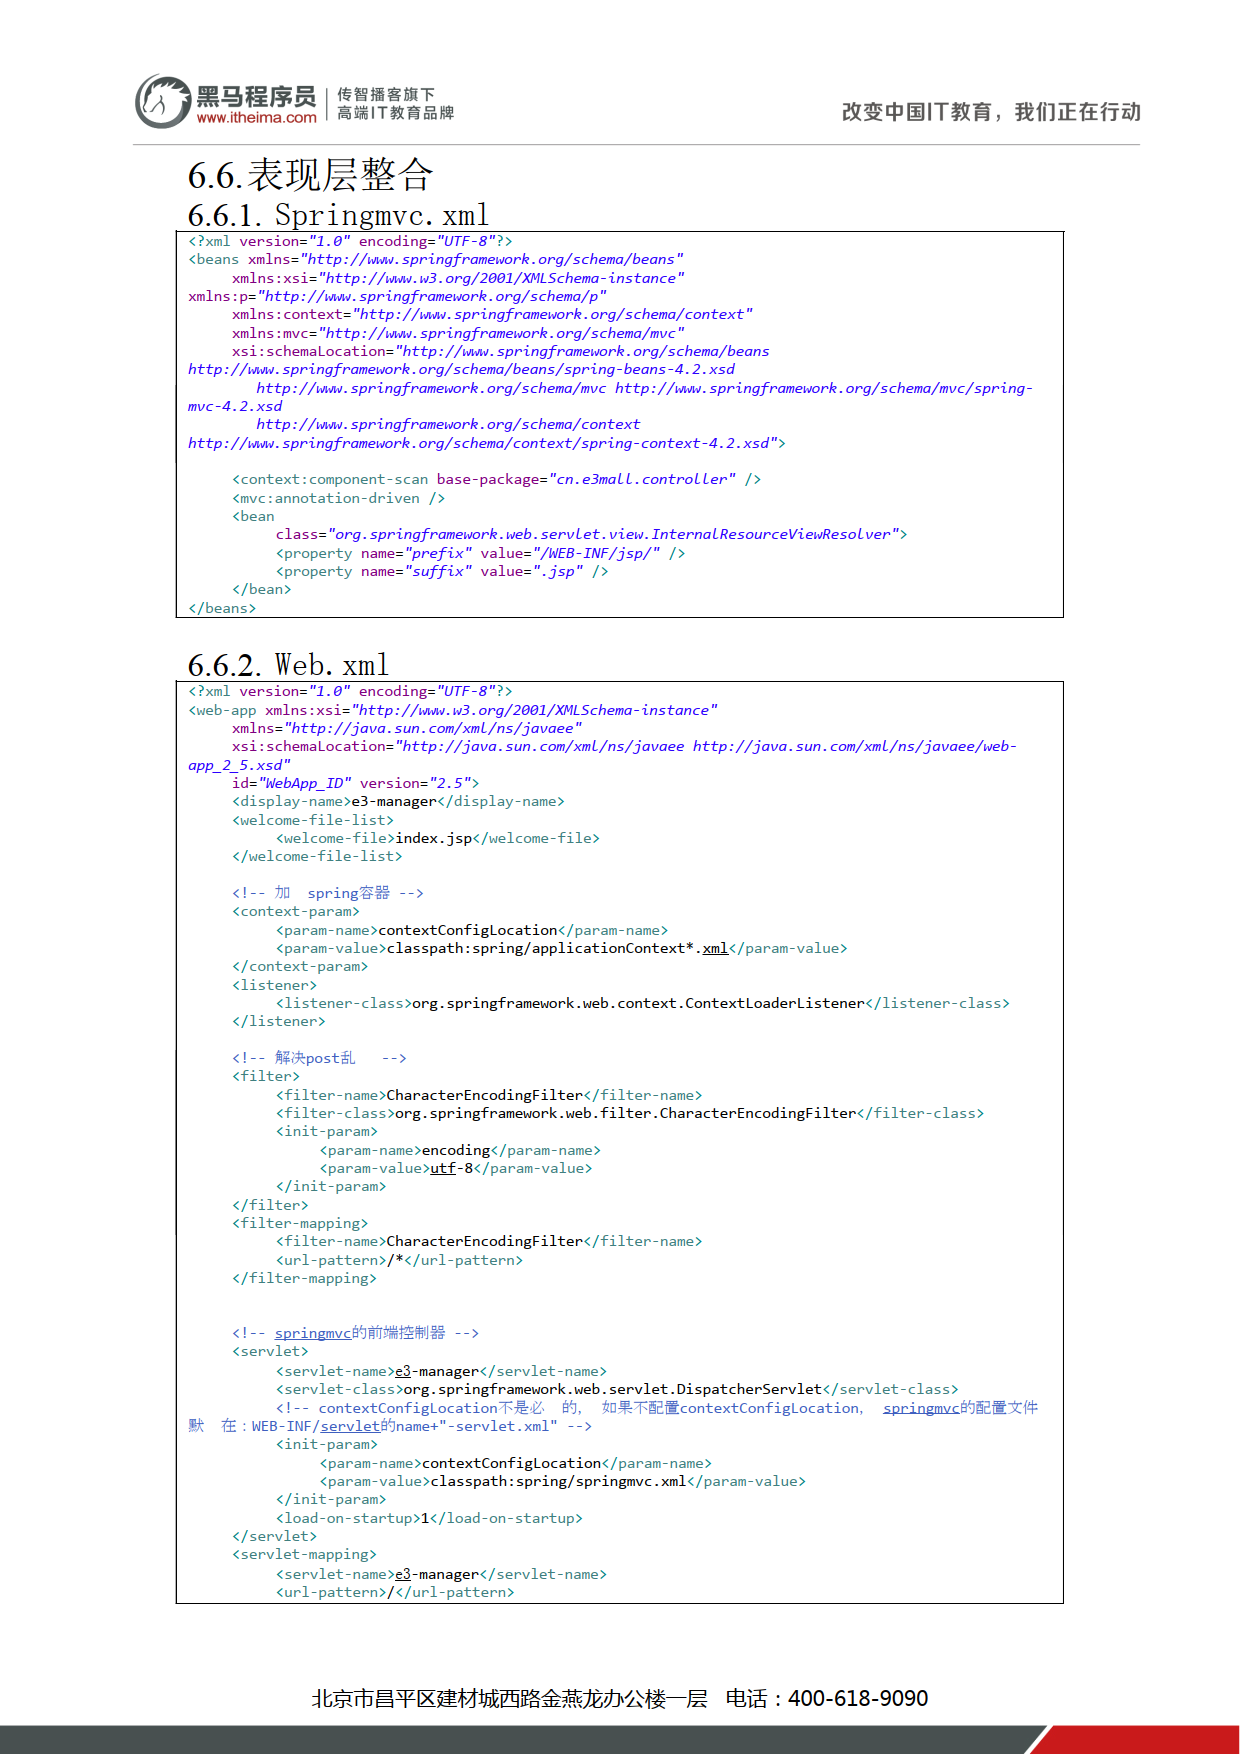 黑马程序员
www.itheima.com
传智播客旗下
高端IT教育品牌
改变中国IT教育，我们正在行动
6.6.表现层整合
6.6.1. Springmvc.xml
<?xml version="1.0" encoding="UTF-8"?>
<beans xmlns="http://www.springframework.org/schema/beans"
xmlns:xsi="http://www.w3.org/2001/XMLSchema-instance"
xmlns:p="http://www.springframework.org/schema/p"
xmlns:context="http://www.springframework.org/schema/context"
xmlns:mvc="http://www.springframework.org/schema/mvc"
xsi:schemaLocation="http://www.springframework.org/schema/beans
http://www.springframework.org/schema/beans/spring-beans-4.2.xsd
http://www.springframework.org/schema/mvc http://www.springframework.org/schema/mvc/spring-
mvc-4.2.xsd
http://www.springframework.org/schema/context
http://www.springframework.org/schema/context/spring-context-4.2.xsd">
<context:component-scan base-package="cn.e3mall.controller" />
<mvc:annotation-driven />
<bean
class="org.springframework.web.servlet.view.InternalResourceViewResolver">
<property name="prefix" value="/WEB-INF/jsp/" />
<property name="suffix" value=".jsp" />
</bean>
</beans>
6.6.2. Web.xml
<?xml version="1.0" encoding="UTF-8"?>
<web-app xmlns:xsi="http://www.w3.org/2001/XMLSchema-instance"
xmlns="http://java.sun.com/xml/ns/javaee"
xsi:schemaLocation="http://java.sun.com/xml/ns/javaee http://java.sun.com/xml/ns/javaee/web-
app_2_5.xsd"
id="WebApp_ID" version="2.5">
<display-name>e3-manager</display-name>
<welcome-file-list>
<welcome-file>index.jsp</welcome-file>
</welcome-file-list>
<!-- 加 spring容器 -->
<context-param>
<param-name>contextConfigLocation</param-name>
<param-value>classpath:spring/applicationContext*.xml</param-value>
</context-param>
<listener>
<listener-class>org.springframework.web.context.ContextLoaderListener</listener-class>
</listener>
<!-- 解决post乱 -->
<filter>
<filter-name>CharacterEncodingFilter</filter-name>
<filter-class>org.springframework.web.filter.CharacterEncodingFilter</filter-class>
<init-param>
<param-name>encoding</param-name>
<param-value>utf-8</param-value>
</init-param>
</filter>
<filter-mapping>
<filter-name>CharacterEncodingFilter</filter-name>
<url-pattern>/*</url-pattern>
</filter-mapping>
<!-- springmvc的前端控制器 -->
<servlet>
<servlet-name>e3-manager</servlet-name>
<servlet-class>org.springframework.web.servlet.DispatcherServlet</servlet-class>
<!-- contextConfigLocation不是必 的, 如果不配置contextConfigLocation, springmvc的配置文件
默 在：WEB-INF/servlet的name+"-servlet.xml" -->
<init-param>
<param-name>contextConfigLocation</param-name>
<param-value>classpath:spring/springmvc.xml</param-value>
</init-param>
<load-on-startup>1</load-on-startup>
</servlet>
<servlet-mapping>
<servlet-name>e3-manager</servlet-name>
<url-pattern>/</url-pattern>
北京市昌平区建材城西路金燕龙办公楼一层 电话：400-618-9090